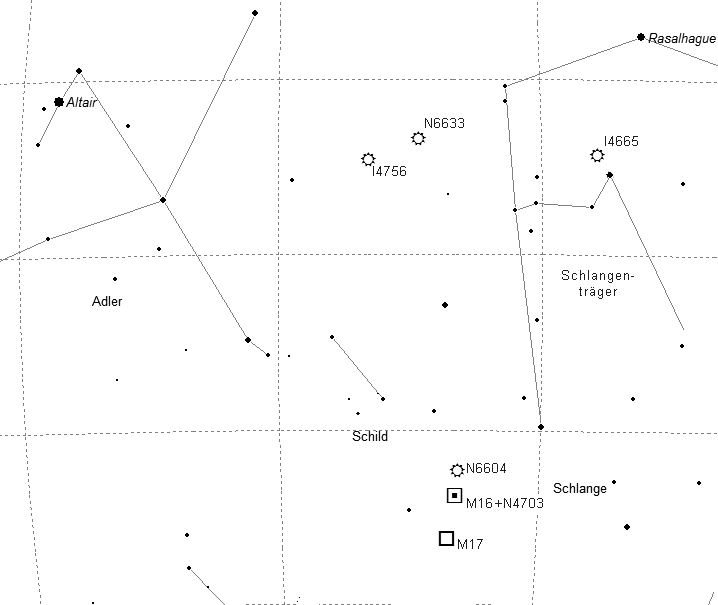 Rasalhague
Altair
N6633
I4665
I4756
Schlangen-
träger
Adler
Schild
N6604
Schlange
M16+N4703
M17